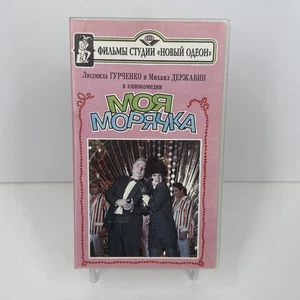 ФИЛЬМЫ СТУДИИ «НОВЫЙ ОДЕОН»
Людмила ГУРЧЕНКО и Михаил ДЕРЖАВИН
в кинокомедии
МОЯ
МОРЯЧКА